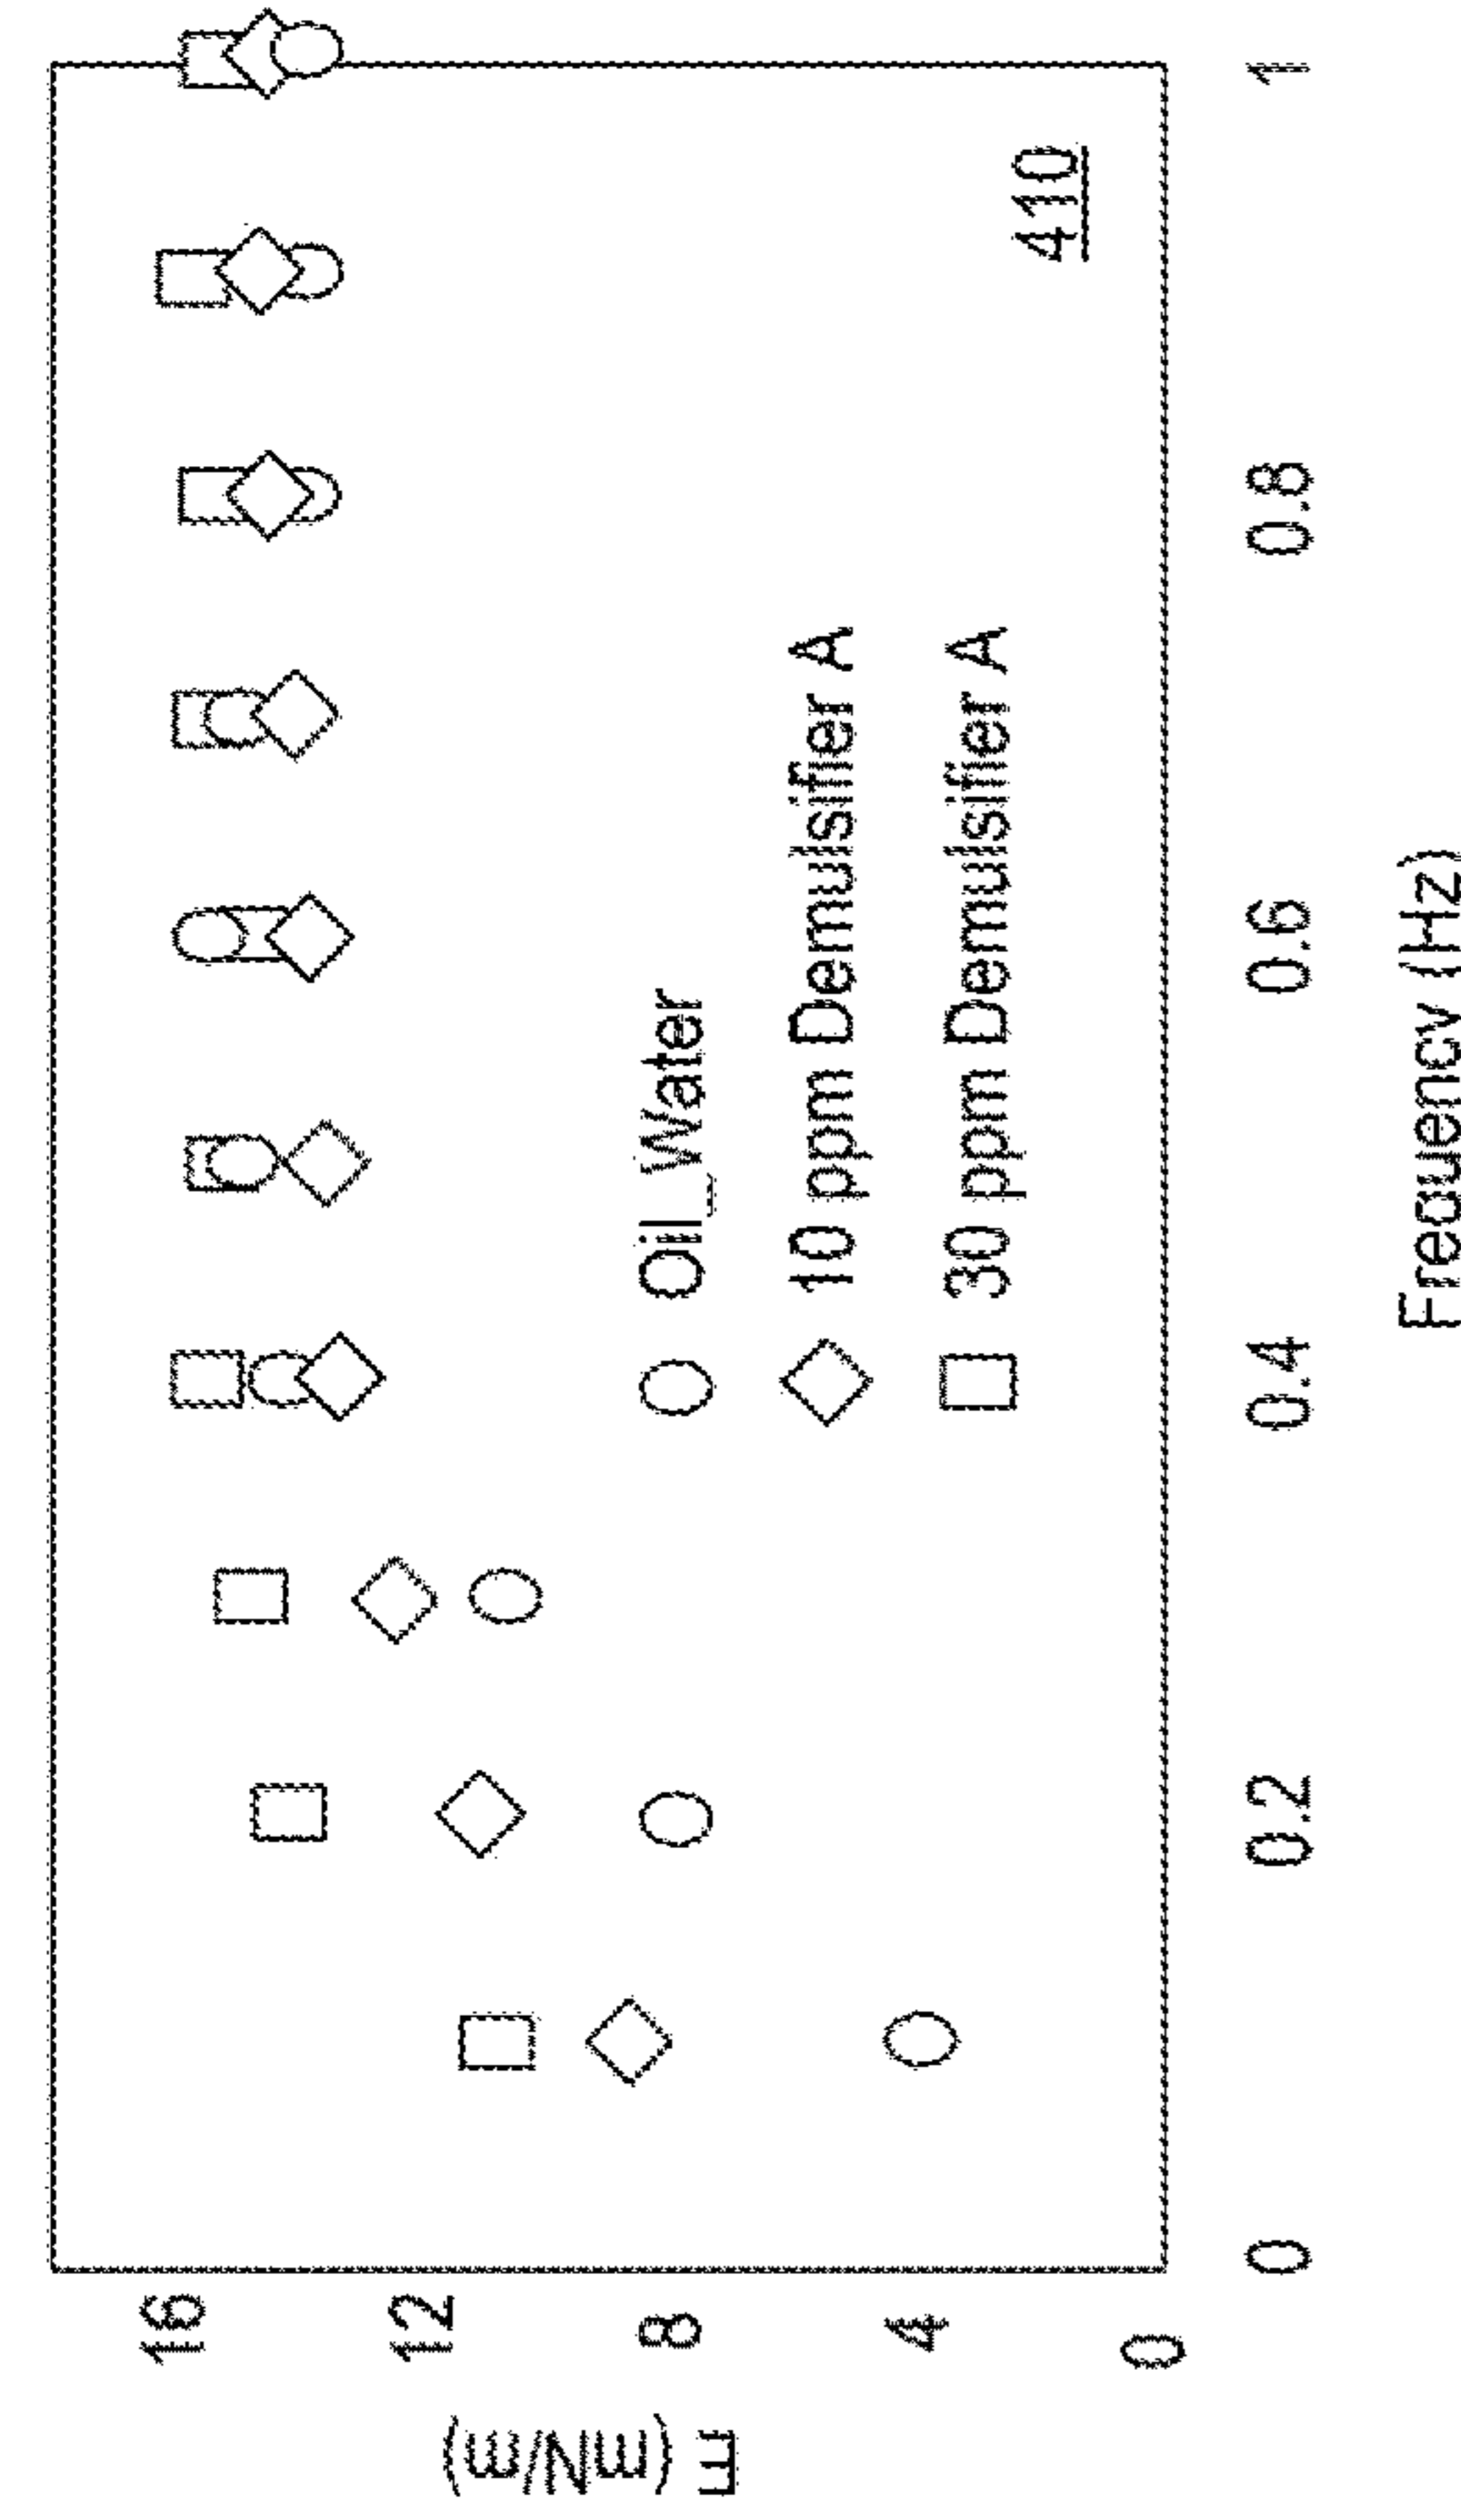 E (mN/m)
16
12
8
4
0
Oil_Water
10 ppm Demulsifier A
30 ppm Demulsifier A
410
0 0.2 0.4 0.6 0.8 1
Frequency (Hz)